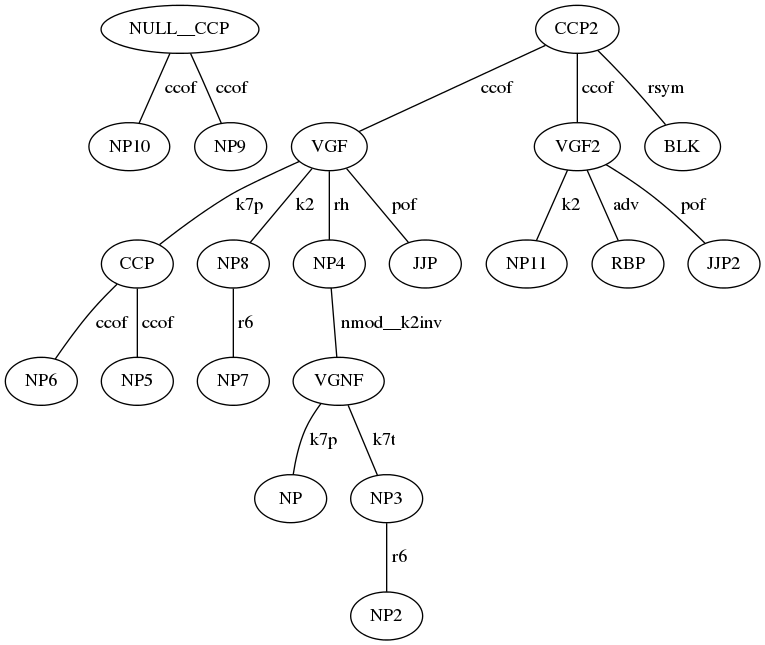 NULL__CCP CCP2
ccof ccof ccof ccof rsym
NP10 NP9 VGF VGF2 BLK
k7p k2 rh pof k2 adv pof
CCP NP8 NP4 JJP NP11 RBP JJP2
ccof ccof r6 nmod__k2inv
NP6 NP5 NP7 VGNF
k7p k7t
NP NP3
r6
NP2